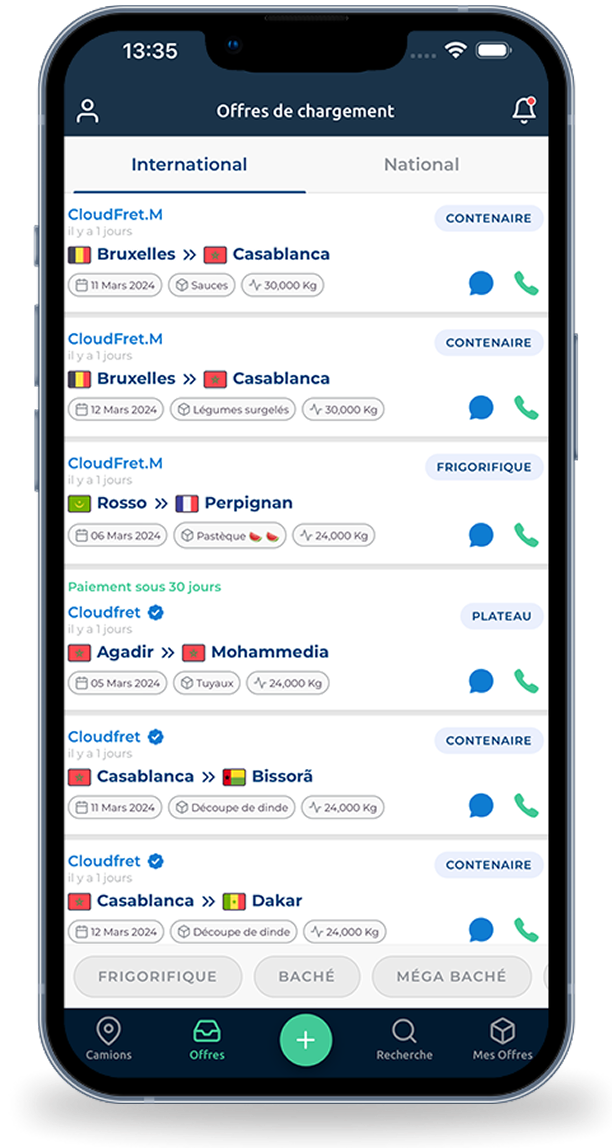 13:35
Offres de chargement
International National
CloudFret.M CONTENAIRE
il y a 1 jours
Bruxelles » Casablanca
11 Mars 2024 Sauces 30,000 Kg
CloudFret.M CONTENAIRE
il y a 1 jours
Bruxelles » Casablanca
12 Mars 2024 Légumes surgelés 30,000 Kg
CloudFret.M FRIGORIFIQUE
il y a 1 jours
Rosso » Perpignan
06 Mars 2024 Pastèque 🍉 🍉 24,000 Kg
Paiement sous 30 jours
Cloudfret PLATEAU
il y a 1 jours
Agadir » Mohammedia
05 Mars 2024 Tuyaux 24,000 Kg
Cloudfret CONTENAIRE
il y a 1 jours
Casablanca » Bissorã
11 Mars 2024 Découpe de dinde 24,000 Kg
Cloudfret CONTENAIRE
il y a 1 jours
Casablanca » Dakar
12 Mars 2024 Découpe de dinde 24,000 Kg
FRIGORIFIQUE BACHÉ MÉGA BACHÉ
Camions Offres + Recherche Mes Offres